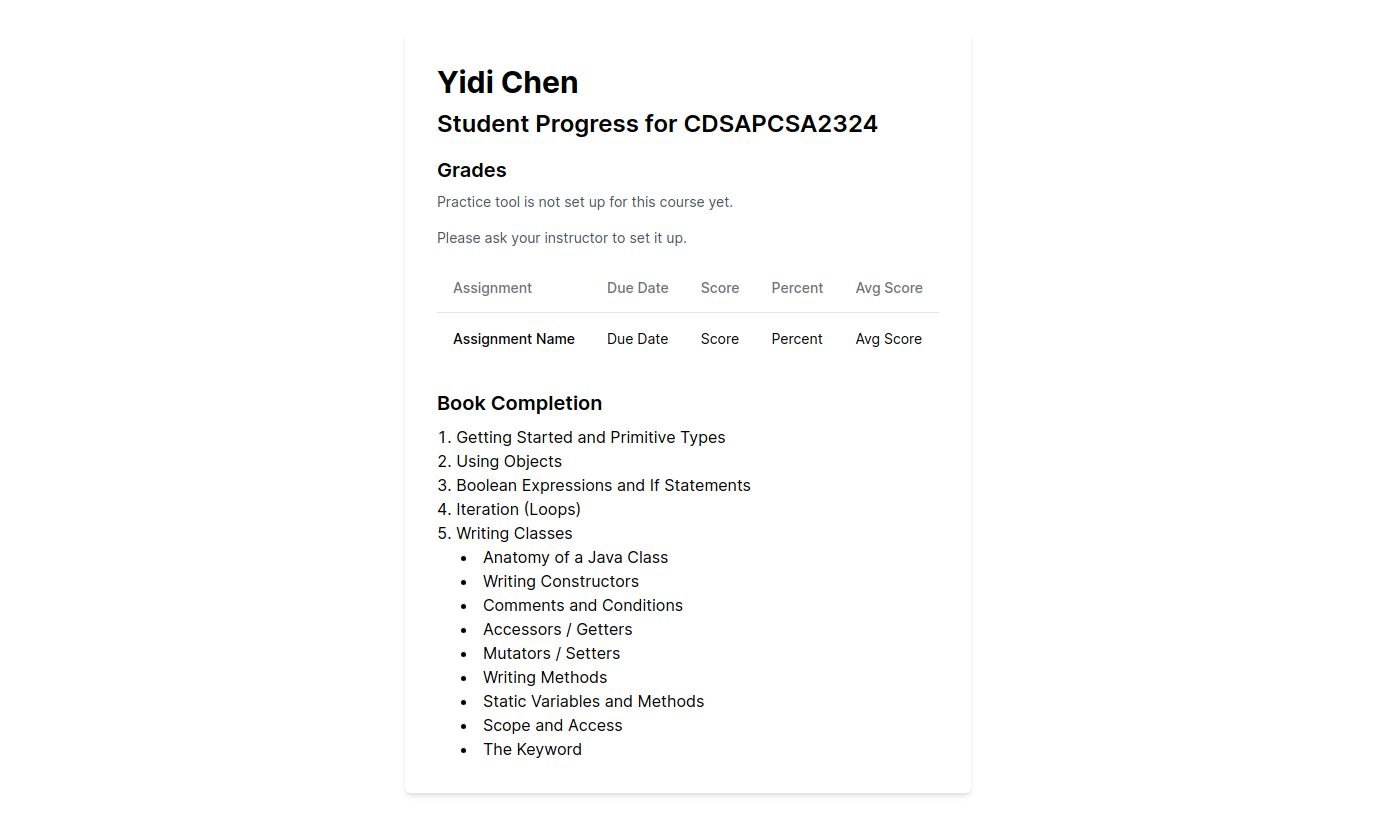 Yidi Chen
Student Progress for CDSAPCSA2324
Grades
Practice tool is not set up for this course yet.
Please ask your instructor to set it up.
Assignment Due Date Score Percent Avg Score
Assignment Name Due Date Score Percent Avg Score
Book Completion
1. Getting Started and Primitive Types
2. Using Objects
3. Boolean Expressions and If Statements
4. Iteration (Loops)
5. Writing Classes
• Anatomy of a Java Class
• Writing Constructors
• Comments and Conditions
• Accessors / Getters
• Mutators / Setters
• Writing Methods
• Static Variables and Methods
• Scope and Access
• The Keyword